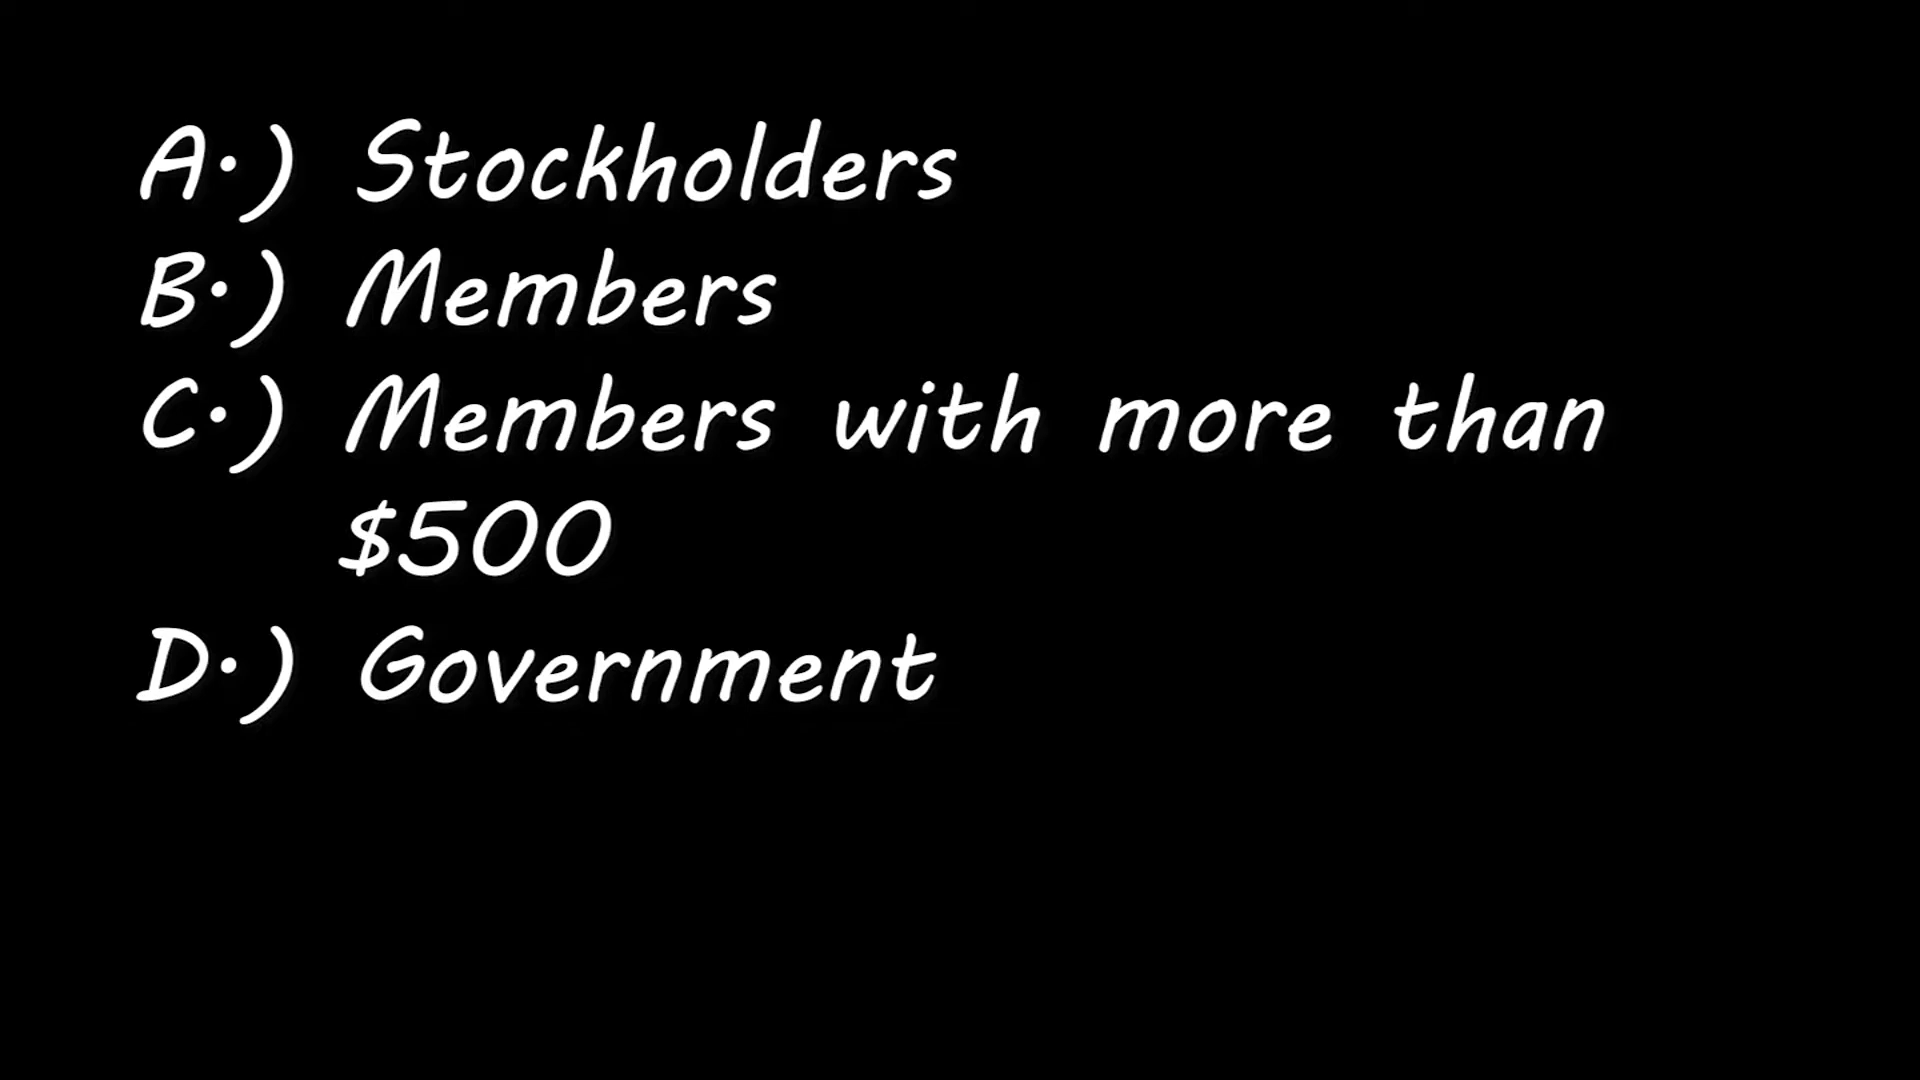 A.) Stockholders
B.) Members
C.) Members with more than
$500
D.) Government